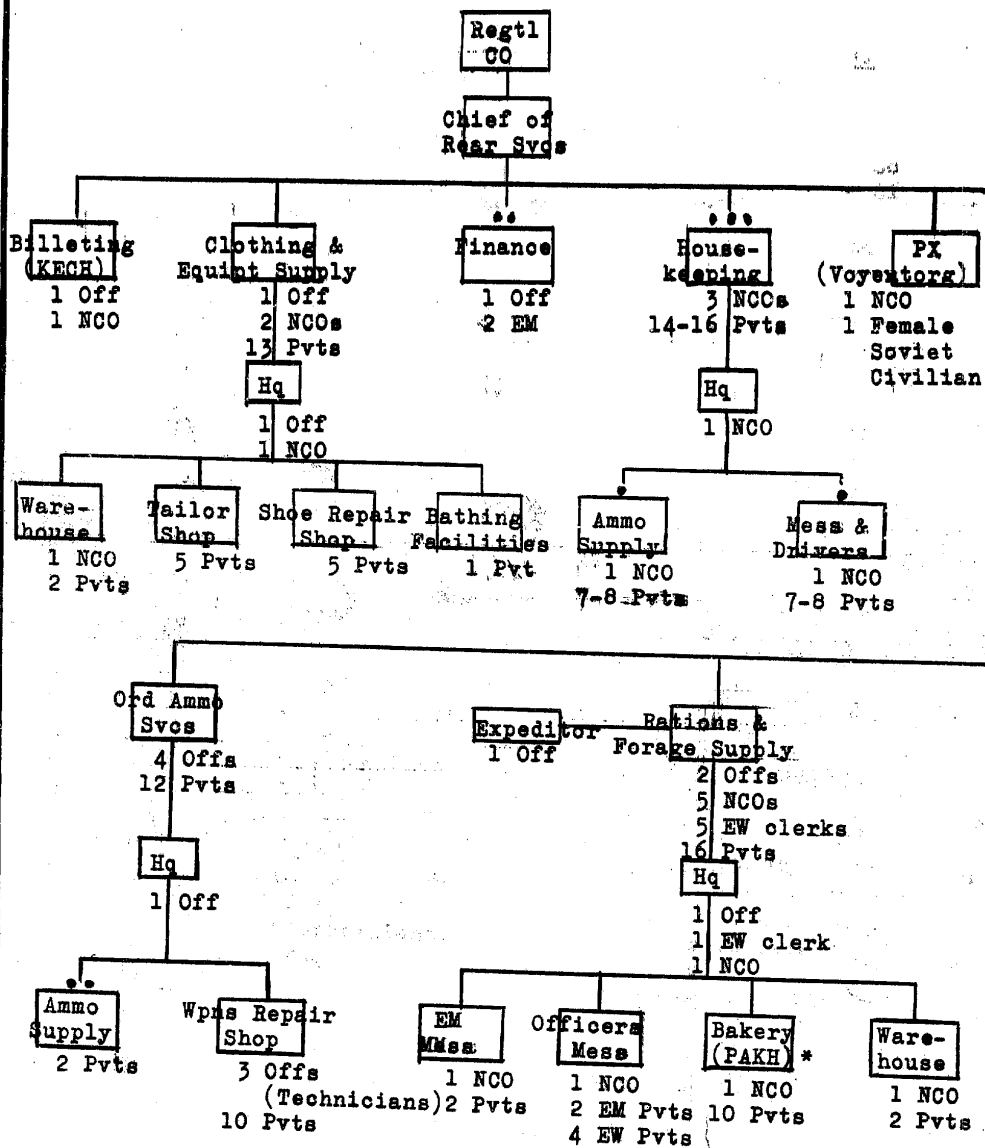 Regtl
CO
Chief of
Rear Svcs
Billeting
(KECH)
1 Off
1 NCO
Clothing &
Equipt Supply
1 Off
2 NCOs
13 Pvts
Hq
1 Off
1 NCO
Ware-
house
1 NCO
2 Pvts
Tailor
Shop
5 Pvts
Shoe Repair
Shop
5 Pvts
Bathing
Facilities
1 Pvt
Finance
1 Off
2 EM
House-
keeping
3 NCOs
14-16 Pvts
Hq
1 NCO
Ammo
Supply
1 NCO
7-8 Pvts
Mess &
Drivers
1 NCO
7-8 Pvts
PX
(Voyentorg)
1 NCO
1 Female
Soviet
Civilian
Ord Ammo
Svcs
4 Offs
12 Pvts
Hq
1 Off
Ammo
Supply
2 Pvts
Wpns Repair
Shop
3 Offs
(Technicians)
10 Pvts
Expeditor
1 Off
Rations &
Forage Supply
2 Offs
5 NCOs
5 EW clerks
16 Pvts
Hq
1 Off
1 EW clerk
1 NCO
EM
MMss
1 NCO
2 Pvts
Officers
Mess
1 NCO
2 EM Pvts
4 EW Pvts
Bakery
(PAKH) *
1 NCO
10 Pvts
Ware-
house
1 NCO
2 Pvts